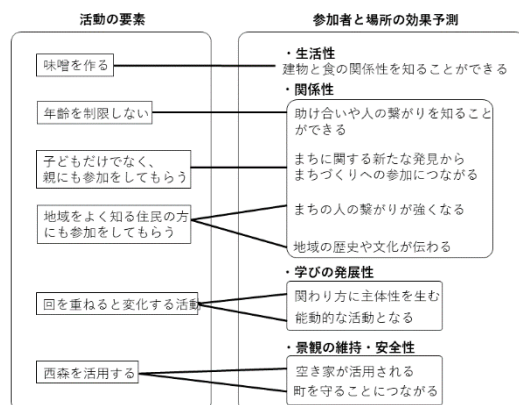 活動の要素
参加者と場所の効果予測
味噌を作る
・生活性
建物と食の関係性を知ることができる
・関係性
年齢を制限しない
助け合いや人の繋がりを知ること
ができる
子どもだけでなく、
親にも参加をしてもらう
まちに関する新たな発見から
まちづくりへの参加につながる
地域をよく知る住民の方
にも参加をしてもらう
まちの人の繋がりが強くなる
地域の歴史や文化が伝わる
・学びの発展性
回を重ねると変化する活動
関わり方に主体性を生む
能動的な活動となる
・景観の維持・安全性
西森を活用する
空き家が活用される
町を守ることにつながる